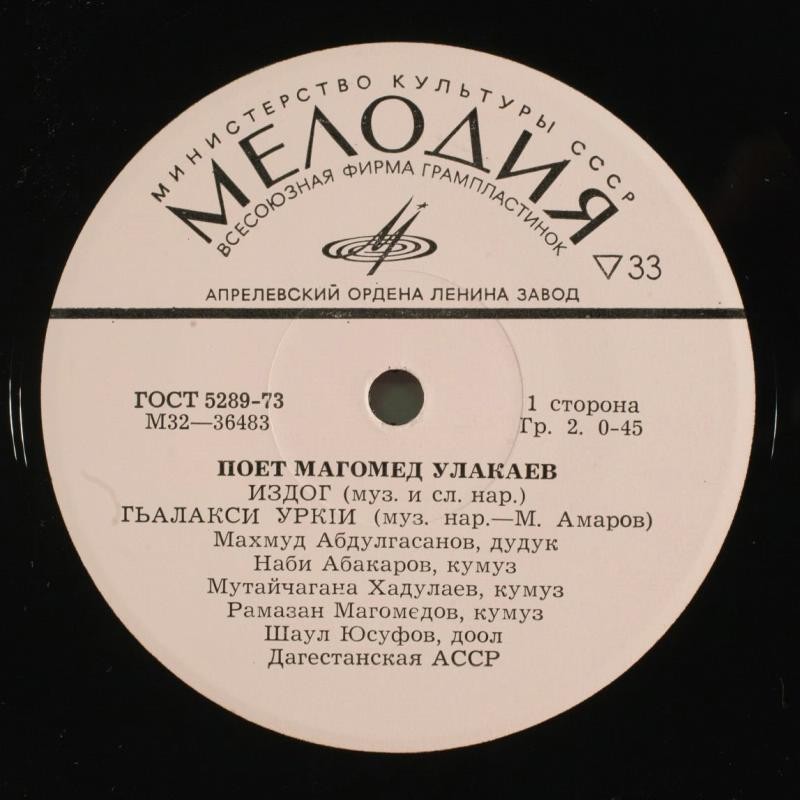 МИНИСТЕРСТВО КУЛЬТУРЫ СССР
МЕЛОДИЯ
ВСЕСОЮЗНАЯ ФИРМА ГРАМПЛАСТИНОК
▽33
АПРЕЛЕВСКИЙ ОРДЕНА ЛЕНИНА ЗАВОД
ГОСТ 5289-73
М32—36483
1 сторона
Гр. 2. 0-45
ПОЕТ МАГОМЕД УЛАКАЕВ
ИЗДОГ (муз. и сл. нар.)
ГЬАЛАКСИ УРКIИ (муз. нар.—М. Амаров)
Махмуд Абдулгасанов, дудук
Наби Абакаров, кумуз
Мутайчагана Хадулаев, кумуз
Рамазан Магомедов, кумуз
Шаул Юсуфов, доол
Дагестанская АССР